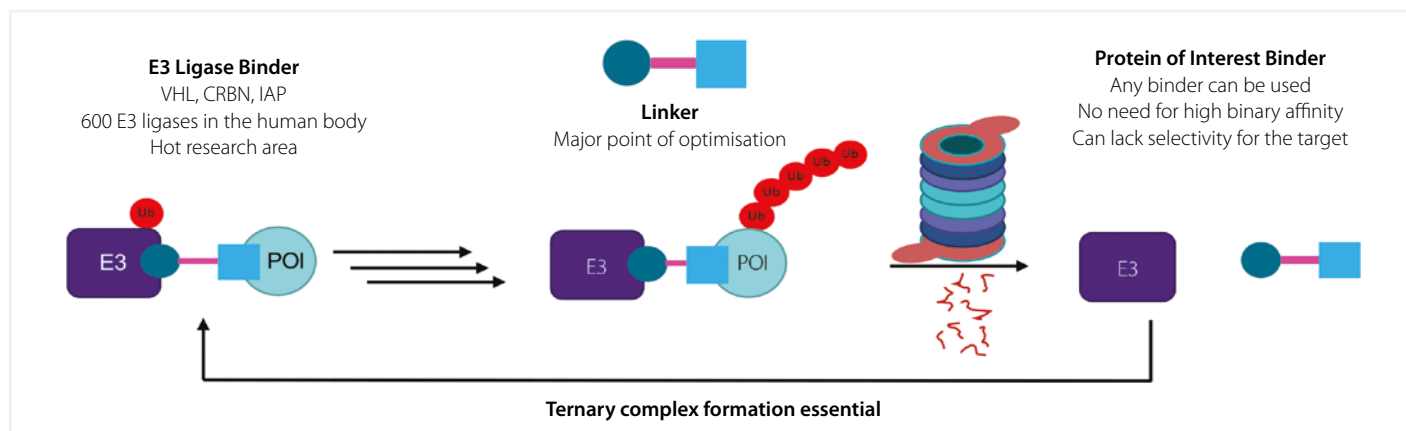 E3 Ligase Binder
VHL, CRBN, IAP
600 E3 ligases in the human body
Hot research area
Linker
Major point of optimisation
Protein of Interest Binder
Any binder can be used
No need for high binary affinity
Can lack selectivity for the target
Ub
E3
POI
Ub
Ub
Ub
Ub
Ub
E3
POI
E3
Ternary complex formation essential